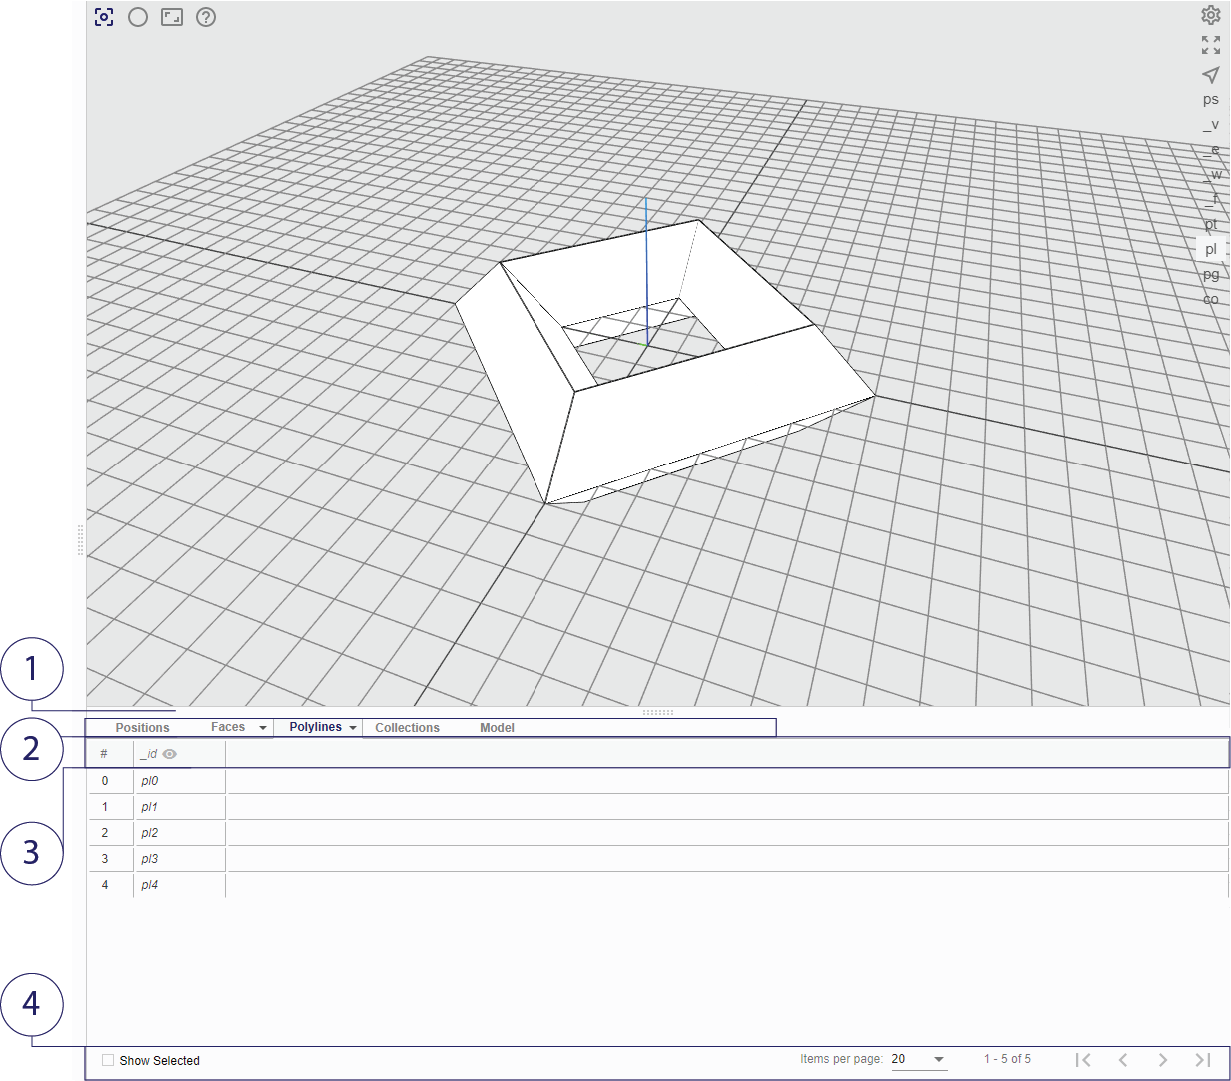 ps
_v
_e
_w
_f
pt
pl
pg
co
1
Positions Faces Polylines Collections Model
2
# _id
0 pl0
1 pl1
2 pl2
3
3 pl3
4 pl4
4
Show Selected Items per page: 20 1 - 5 of 5